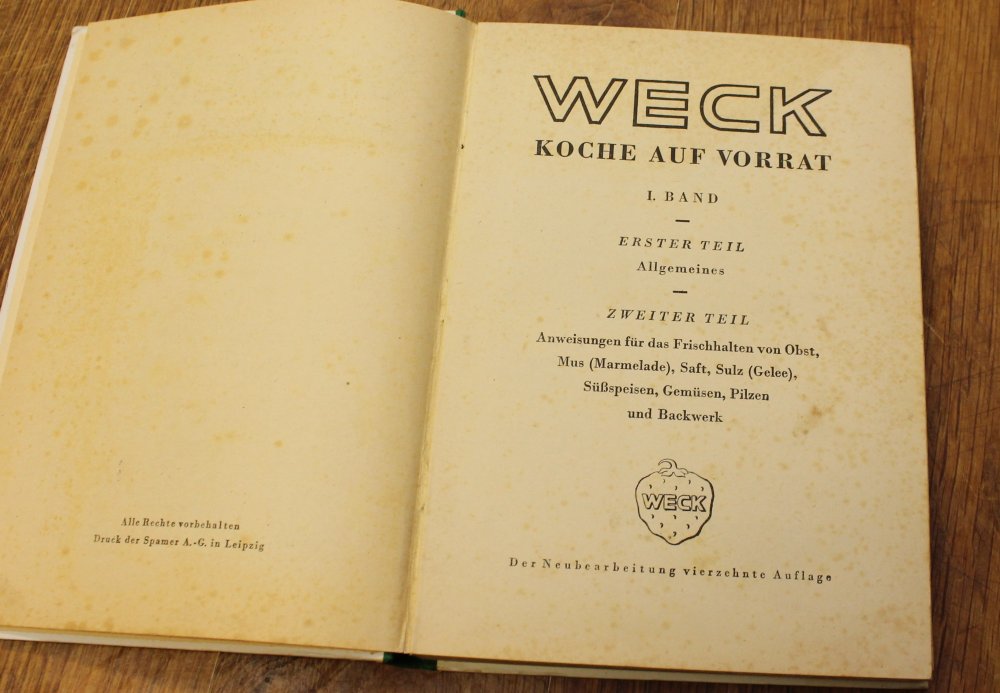 Alle Rechte vorbehalten
Druck der Spamer A.-G. in Leipzig
WECK
KOCHE AUF VORRAT
I. BAND
ERSTER TEIL
Allgemeines
ZWEITER TEIL
Anweisungen für das Frischhalten von Obst,
Mus (Marmelade), Saft, Sulz (Gelee),
Süßspeisen, Gemüsen, Pilzen
und Backwerk
WECK
Der Neubearbeitung vierzehnte Auflage